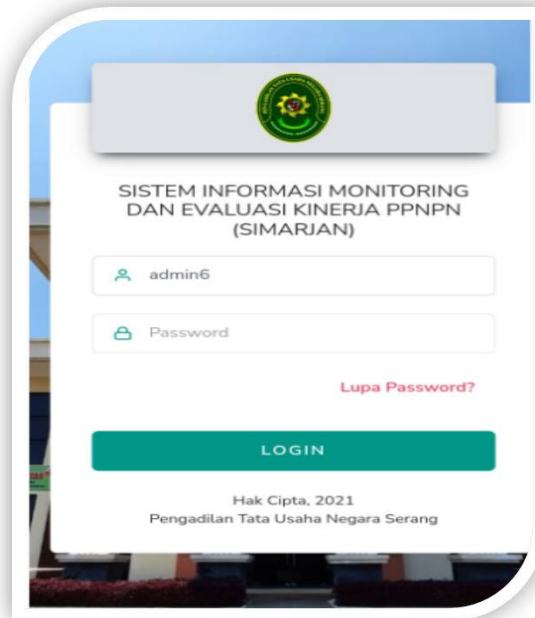 SISTEM INFORMASI MONITORING
DAN EVALUASI KINERJA PPNPN
(SIMARJAN)
admin6
Password
Lupa Password?
LOGIN
Hak Cipta, 2021
Pengadilan Tata Usaha Negara Serang